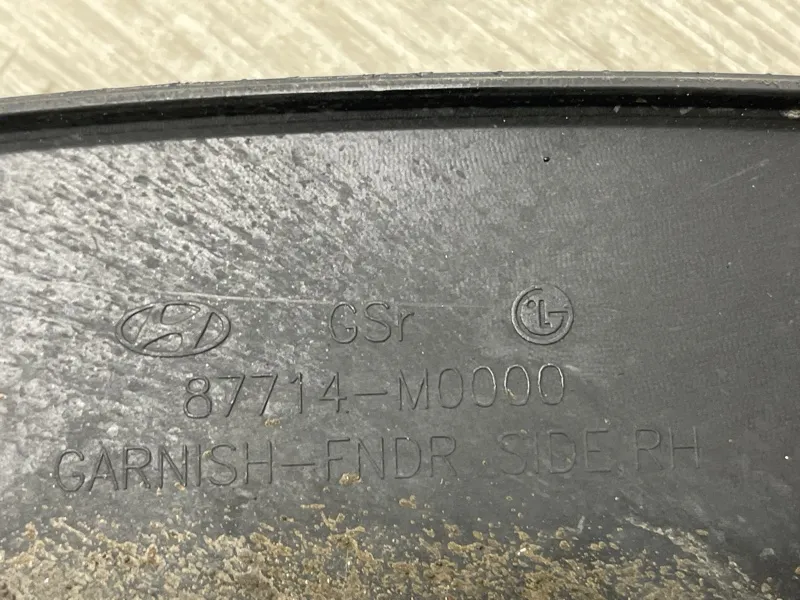 GSr
87714-M0000
GARNISH-FNDR SIDE, RH